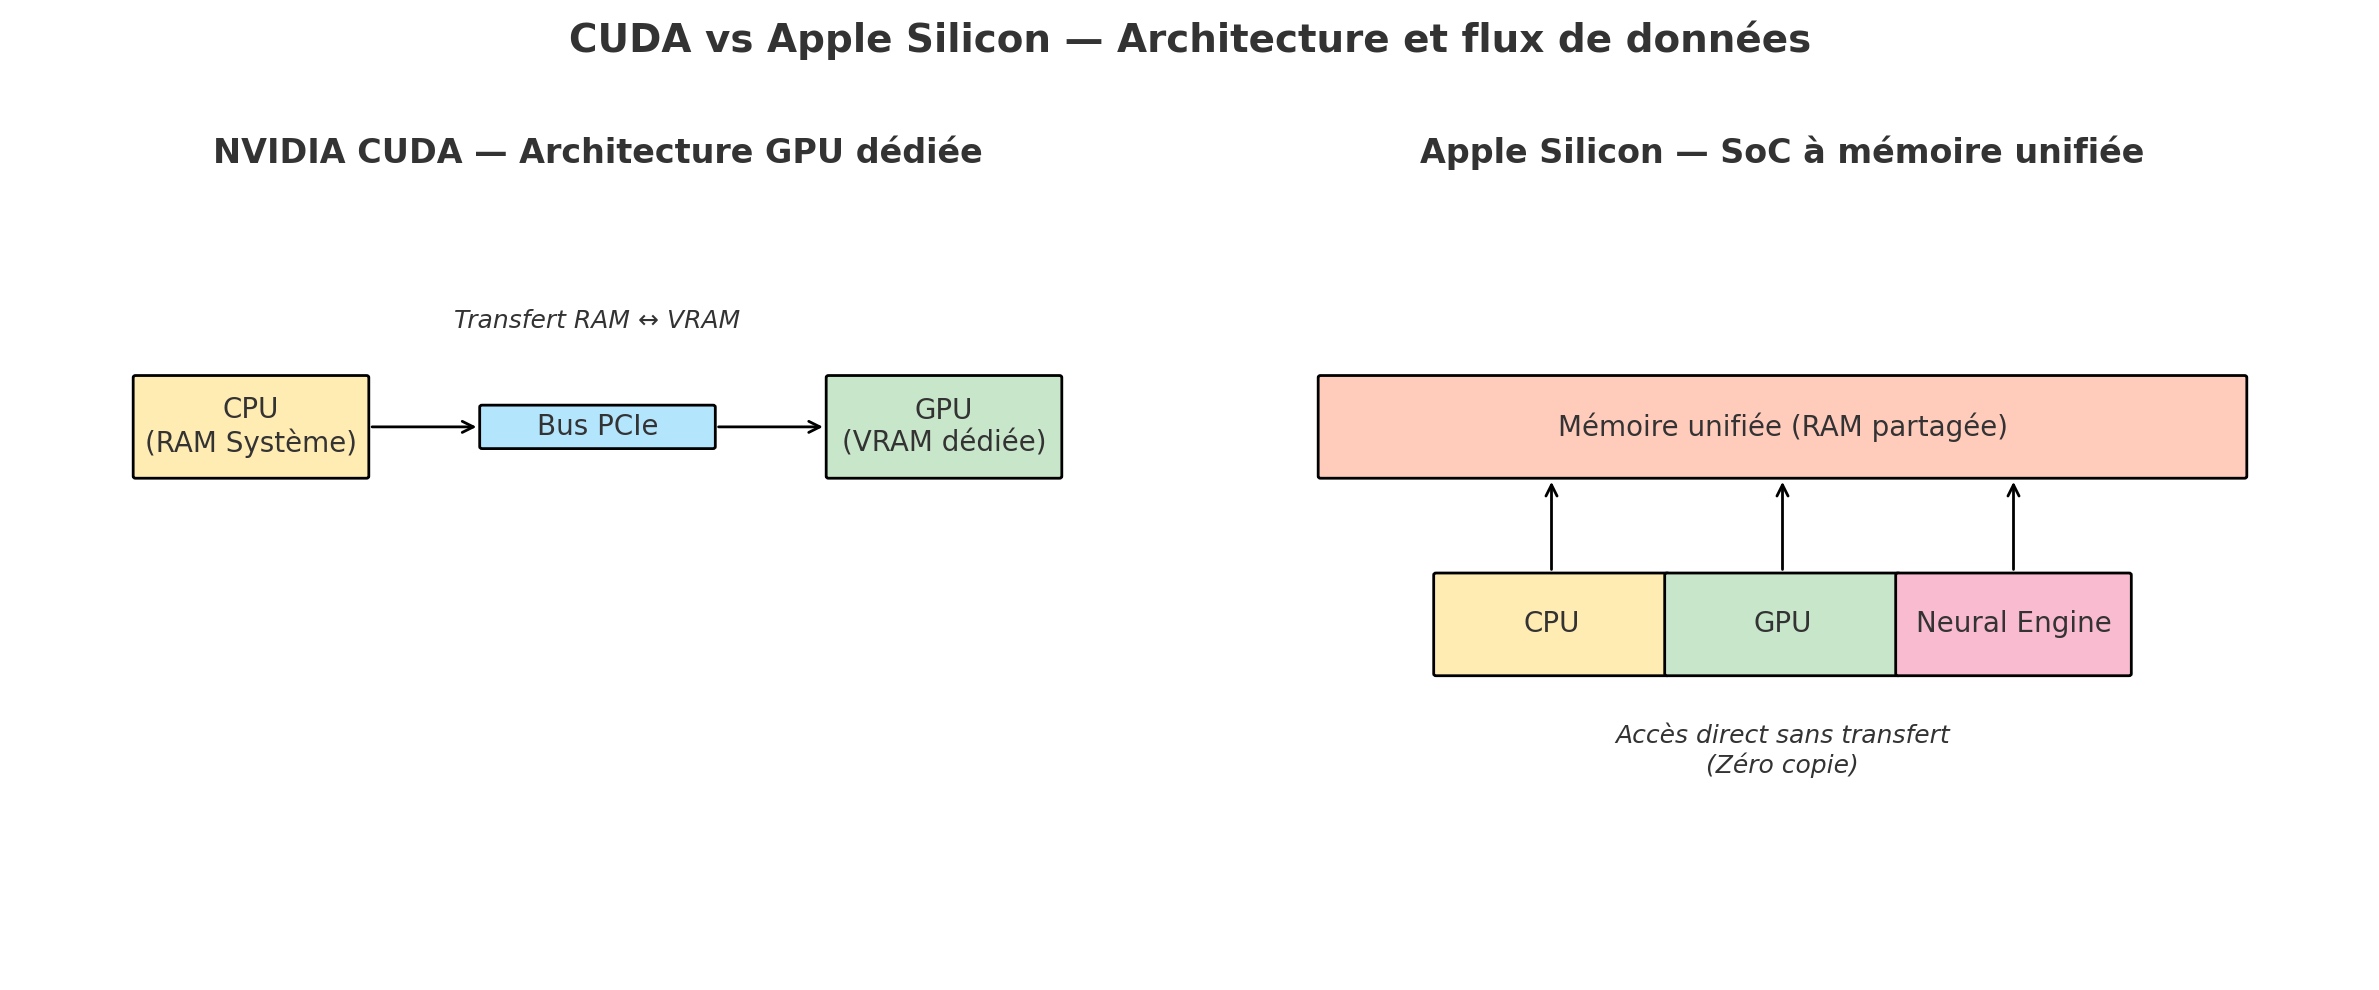 CUDA vs Apple Silicon — Architecture et flux de données
NVIDIA CUDA — Architecture GPU dédiée
Transfert RAM ↔ VRAM
CPU
(RAM Système)
Bus PCIe
GPU
(VRAM dédiée)
Apple Silicon — SoC à mémoire unifiée
Mémoire unifiée (RAM partagée)
CPU
GPU
Neural Engine
Accès direct sans transfert
(Zéro copie)